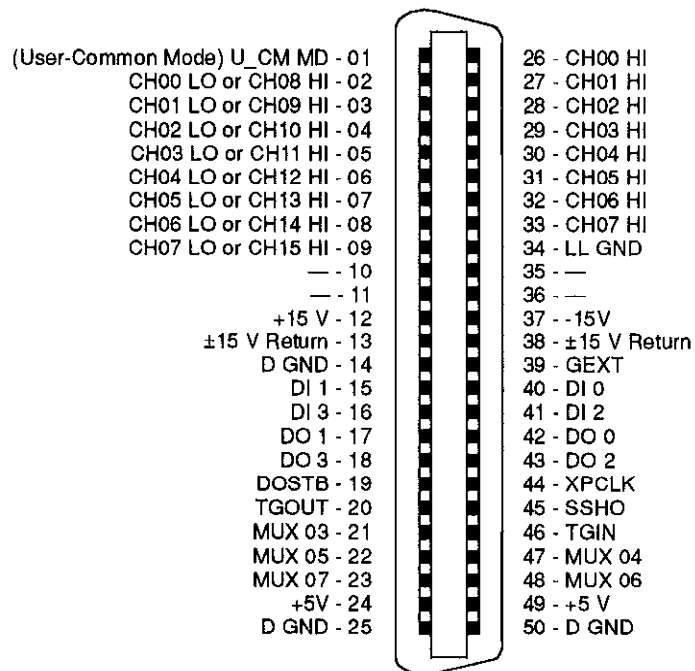 (User-Common Mode) U_CM MD - 01
CH00 LO or CH08 HI - 02
CH01 LO or CH09 HI - 03
CH02 LO or CH10 HI - 04
CH03 LO or CH11 HI - 05
CH04 LO or CH12 HI - 06
CH05 LO or CH13 HI - 07
CH06 LO or CH14 HI - 08
CH07 LO or CH15 HI - 09
— - 10
— - 11
+15 V - 12
±15 V Return - 13
D GND - 14
DI 1 - 15
DI 3 - 16
DO 1 - 17
DO 3 - 18
DOSTB - 19
TGOUT - 20
MUX 03 - 21
MUX 05 - 22
MUX 07 - 23
+5V - 24
D GND - 25
26 - CH00 HI
27 - CH01 HI
28 - CH02 HI
29 - CH03 HI
30 - CH04 HI
31 - CH05 HI
32 - CH06 HI
33 - CH07 HI
34 - LL GND
35 - —
36 - —
37 - -15V
38 - ±15 V Return
39 - GEXT
40 - DI 0
41 - DI 2
42 - DO 0
43 - DO 2
44 - XPCLK
45 - SSHO
46 - TGIN
47 - MUX 04
48 - MUX 06
49 - +5 V
50 - D GND